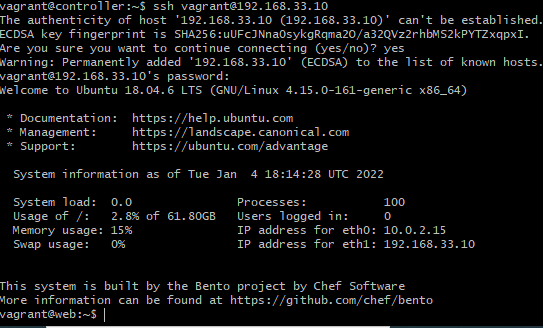 vagrant@controller:~$ ssh vagrant@192.168.33.10
The authenticity of host '192.168.33.10 (192.168.33.10)' can't be established.
ECDSA key fingerprint is SHA256:uUFcJNnaOsykgRqma2O/a32QVz2rhbMS2kPYTZxqpxI.
Are you sure you want to continue connecting (yes/no)? yes
Warning: Permanently added '192.168.33.10' (ECDSA) to the list of known hosts.
vagrant@192.168.33.10's password:
Welcome to Ubuntu 18.04.6 LTS (GNU/Linux 4.15.0-161-generic x86_64)
* Documentation: https://help.ubuntu.com
* Management: https://landscape.canonical.com
* Support: https://ubuntu.com/advantage
System information as of Tue Jan 4 18:14:28 UTC 2022
System load: 0.0 Processes: 100
Usage of /: 2.8% of 61.80GB Users logged in: 0
Memory usage: 15% IP address for eth0: 10.0.2.15
Swap usage: 0% IP address for eth1: 192.168.33.10
This system is built by the Bento project by Chef Software
More information can be found at https://github.com/chef/bento
vagrant@web:~$